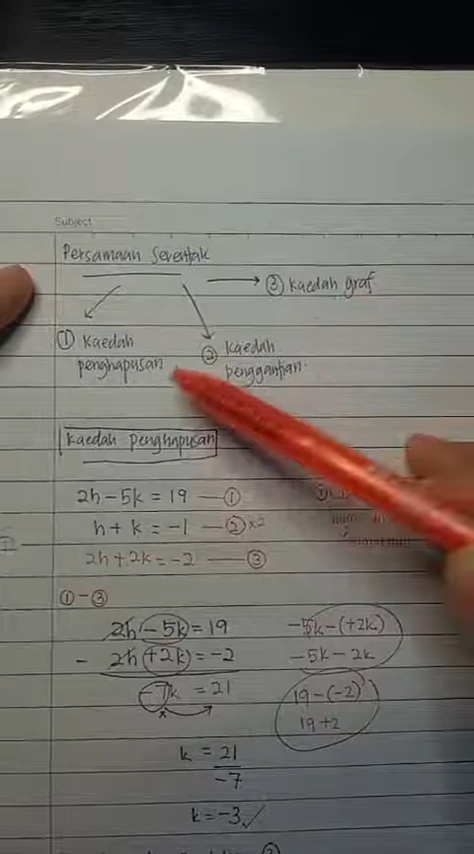 Subject
Persamaan Serentak
③ Kaedah graf
① Kaedah
penghapusan
② Kaedah
penggantian.
Kaedah penghapusan
2h - 5k = 19 — ①
h + k = -1 — ② ×2
2h + 2k = -2 — ③
① - ③
2h - 5k = 19
- 2h + 2k = -2
-7k = 21
-5k - (+2k)
-5k - 2k
19 - (-2)
19 + 2
k = 21
-7
k = -3 ✓